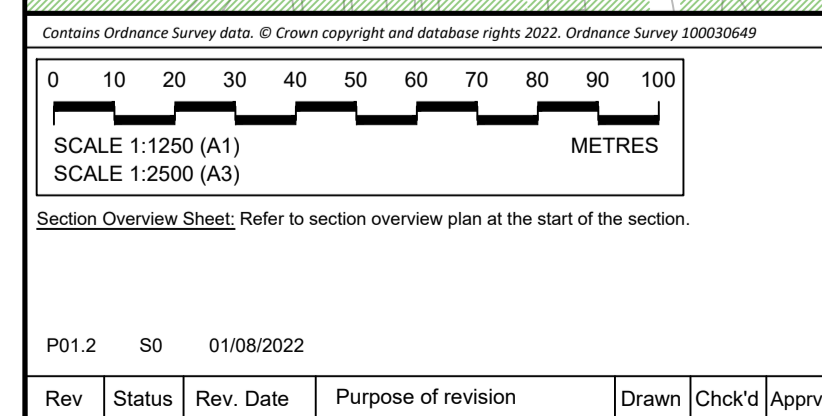 Contains Ordnance Survey data. © Crown copyright and database rights 2022. Ordnance Survey 100030649
0 10 20 30 40 50 60 70 80 90 100
SCALE 1:1250 (A1) METRES
SCALE 1:2500 (A3)
Section Overview Sheet: Refer to section overview plan at the start of the section.
P01.2 S0 01/08/2022
Rev Status Rev. Date Purpose of revision Drawn Chck'd Apprv